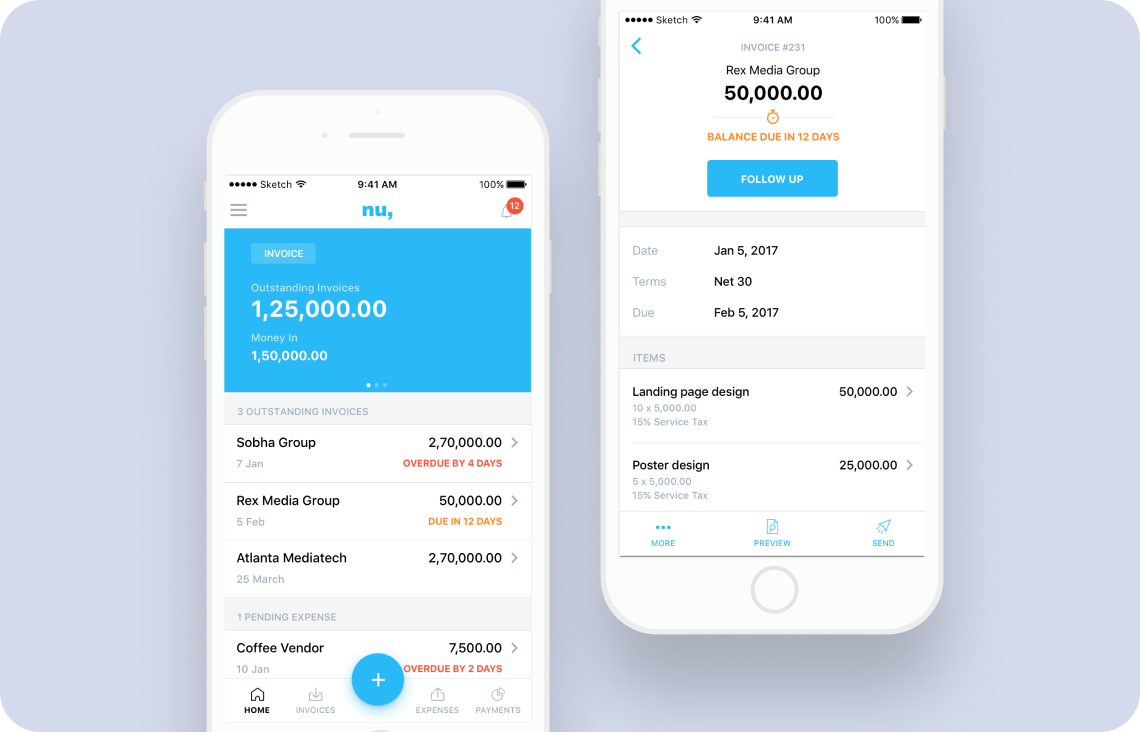 Sketch 9:41 AM 100%
nu,
12
INVOICE
Outstanding Invoices
1,25,000.00
Money In
1,50,000.00
3 OUTSTANDING INVOICES
Sobha Group 2,70,000.00
7 Jan OVERDUE BY 4 DAYS
Rex Media Group 50,000.00
5 Feb DUE IN 12 DAYS
Atlanta Mediatech 2,70,000.00
25 March
1 PENDING EXPENSE
Coffee Vendor 7,500.00
10 Jan OVERDUE BY 2 DAYS
+
HOME INVOICES EXPENSES PAYMENTS
Sketch 9:41 AM 100%
INVOICE #231
Rex Media Group
50,000.00
BALANCE DUE IN 12 DAYS
FOLLOW UP
Date Jan 5, 2017
Terms Net 30
Due Feb 5, 2017
ITEMS
Landing page design 50,000.00
10 x 5,000.00
15% Service Tax
Poster design 25,000.00
5 x 5,000.00
15% Service Tax
MORE PREVIEW SEND